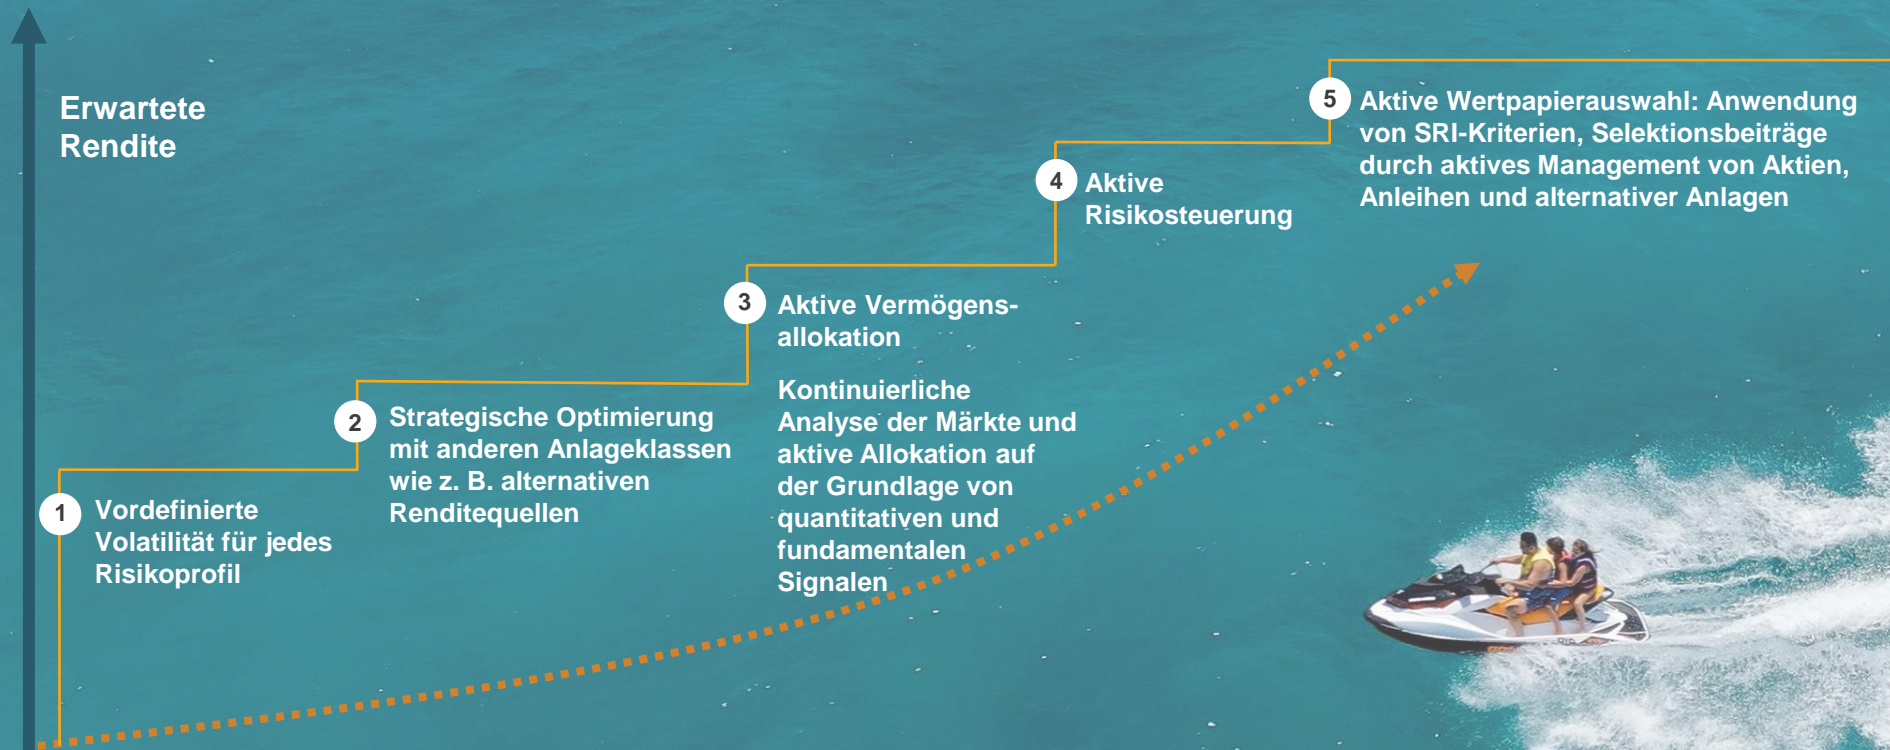 Erwartete
Rendite
1
Vordefinierte
Volatilität für jedes
Risikoprofil
2
Strategische Optimierung
mit anderen Anlageklassen
wie z. B. alternativen
Renditequellen
3
Aktive Vermögens-
allokation
Kontinuierliche
Analyse der Märkte und
aktive Allokation auf
der Grundlage von
quantitativen und
fundamentalen
Signalen
4
Aktive
Risikosteuerung
5
Aktive Wertpapierauswahl: Anwendung
von SRI-Kriterien, Selektionsbeiträge
durch aktives Management von Aktien,
Anleihen und alternativer Anlagen